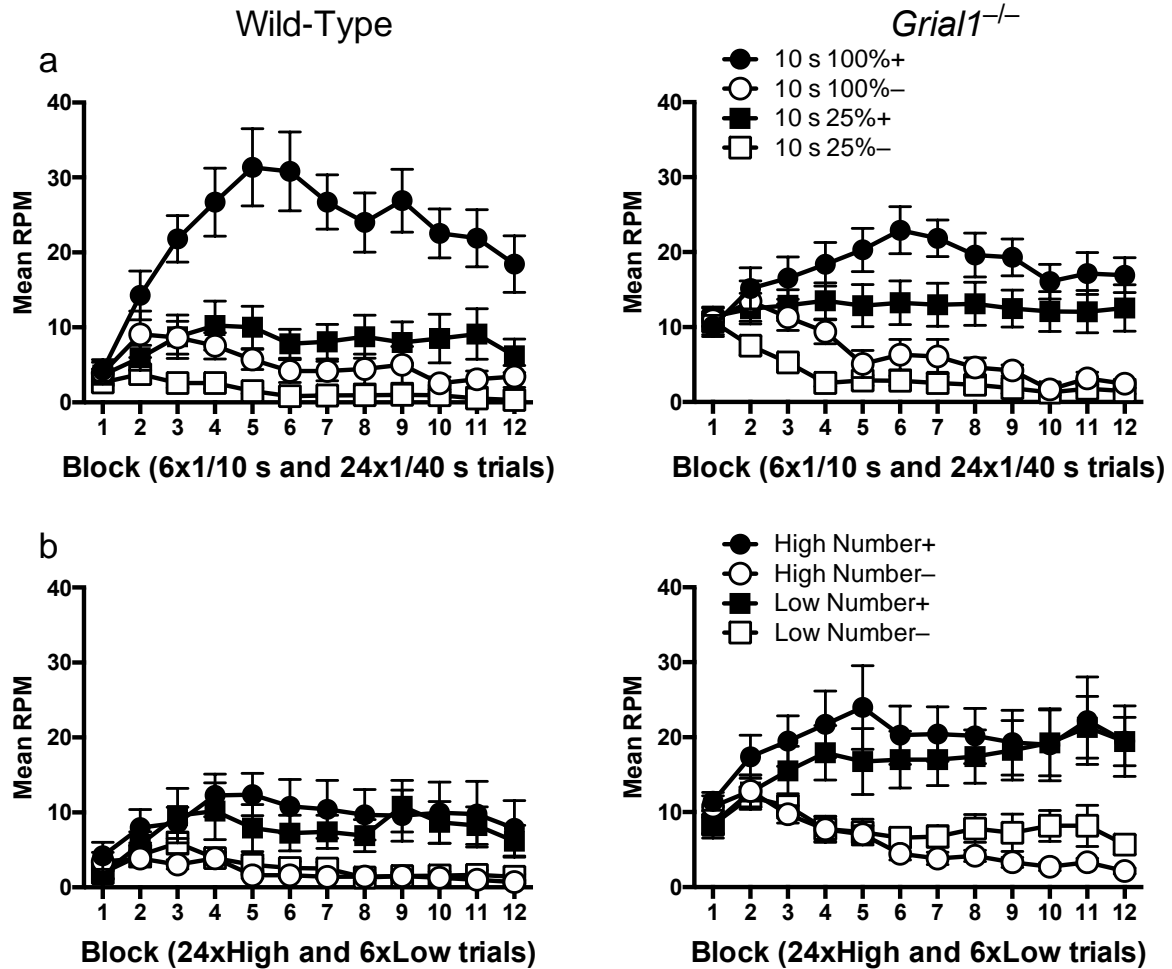 Wild-Type
Grial1–/–
a
10 s 100%+
10 s 100%–
10 s 25%+
10 s 25%–
Mean RPM
40
30
20
10
0
1 2 3 4 5 6 7 8 9 10 11 12
Block (6x1/10 s and 24x1/40 s trials)
Mean RPM
40
30
20
10
0
1 2 3 4 5 6 7 8 9 10 11 12
Block (6x1/10 s and 24x1/40 s trials)
b
High Number+
High Number–
Low Number+
Low Number–
Mean RPM
40
30
20
10
0
1 2 3 4 5 6 7 8 9 10 11 12
Block (24xHigh and 6xLow trials)
Mean RPM
40
30
20
10
0
1 2 3 4 5 6 7 8 9 10 11 12
Block (24xHigh and 6xLow trials)